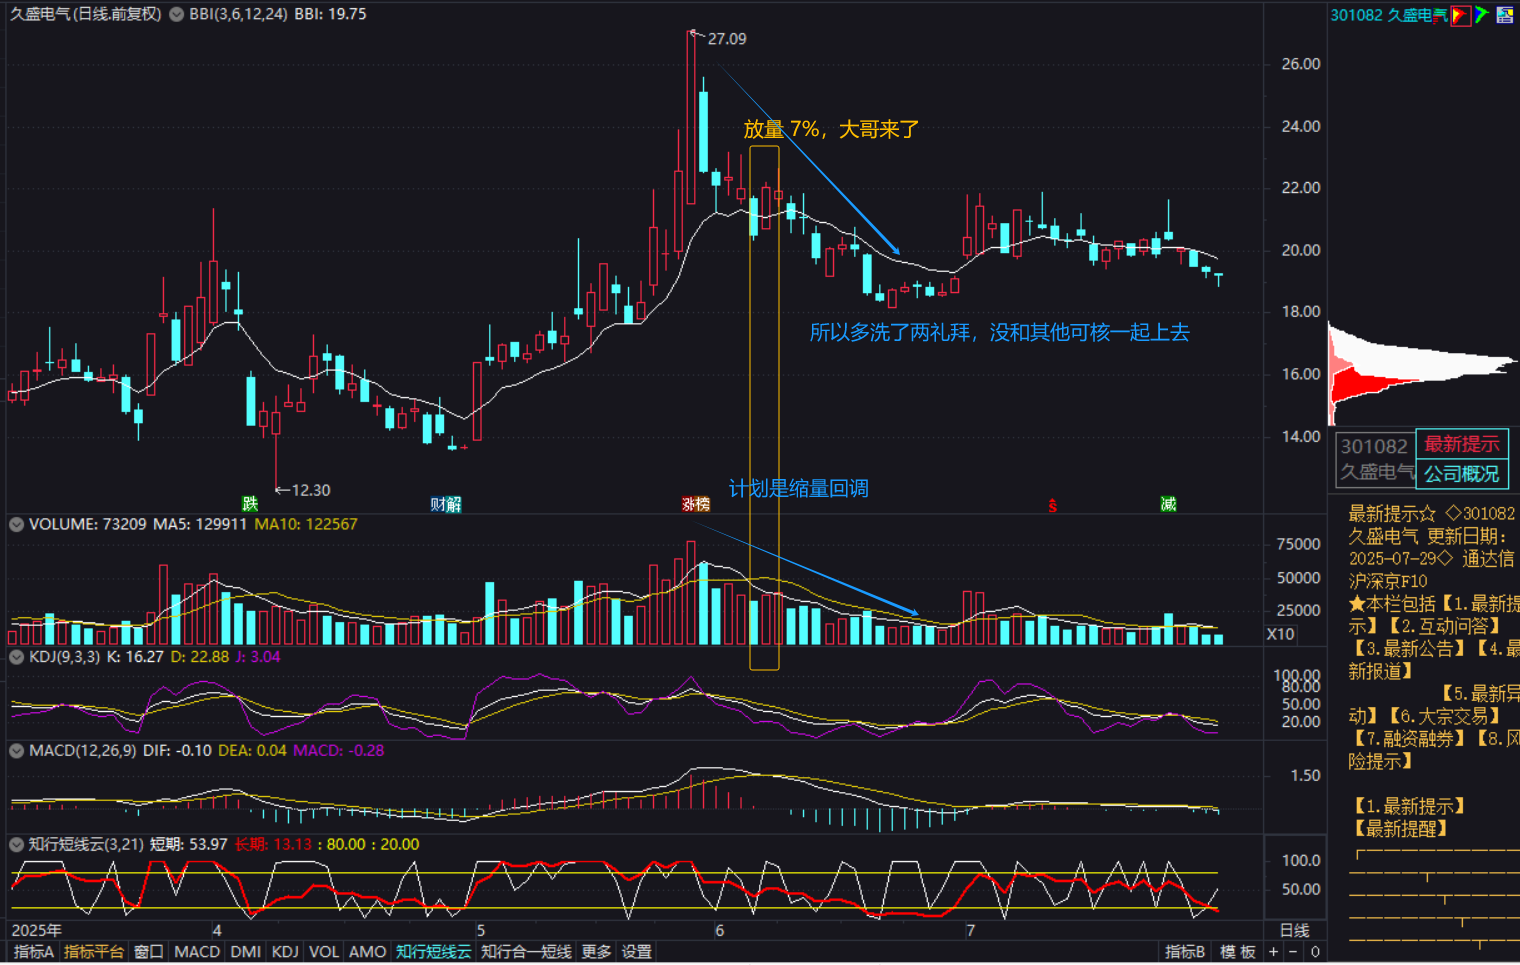 久盛电气(日线.前复权) BBI(3,6,12,24) BBI: 19.75
301082 久盛电气
27.09
26.00
放量 7%，大哥来了
24.00
22.00
20.00
18.00
所以多洗了两礼拜，没和其他可核一起上去
16.00
14.00
301082 最新提示
久盛电气 公司概况
计划是缩量回调
12.30
跌
财解
涨榜
$
减
VOLUME: 73209 MA5: 129911 MA10: 122567
75000
50000
25000
X10
KDJ(9,3,3) K: 16.27 D: 22.88 J: 3.04
100.00
80.00
50.00
20.00
MACD(12,26,9) DIF: -0.10 DEA: 0.04 MACD: -0.28
1.50
知行短线云(3,21) 短期: 53.97 长期: 13.13 : 80.00 : 20.00
100.0
50.00
最新提示☆ ◇301082
久盛电气 更新日期:
2025-07-29◇ 通达信
沪深京F10
★本栏包括【1.最新提
示】【2.互动问答】
【3.最新公告】【4.最
新报道】
【5.最新异
动】【6.大宗交易】
【7.融资融券】【8.风
险提示】
【1.最新提示】
【最新提醒】
2025年 4 5 6 7 日线
指标A 指标平台 窗口 MACD DMI KDJ VOL AMO 知行短线云 知行合一短线 更多 设置 指标B 模板 + - 0